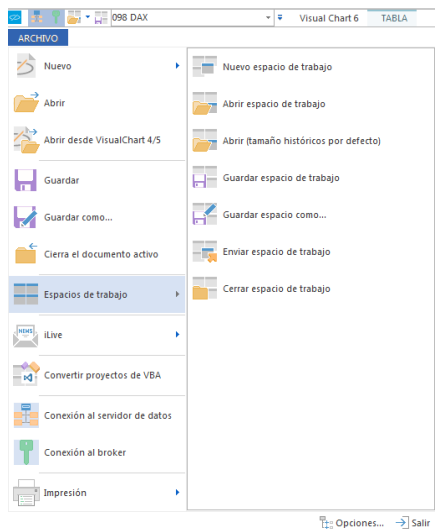 098 DAX
Visual Chart 6
TABLA
ARCHIVO
Nuevo
Abrir
Abrir desde VisualChart 4/5
Guardar
Guardar como...
Cierra el documento activo
Espacios de trabajo
iLive
Convertir proyectos de VBA
Conexión al servidor de datos
Conexión al broker
Impresión
Nuevo espacio de trabajo
Abrir espacio de trabajo
Abrir (tamaño históricos por defecto)
Guardar espacio de trabajo
Guardar espacio como...
Enviar espacio de trabajo
Cerrar espacio de trabajo
NEWS
Opciones...
Salir